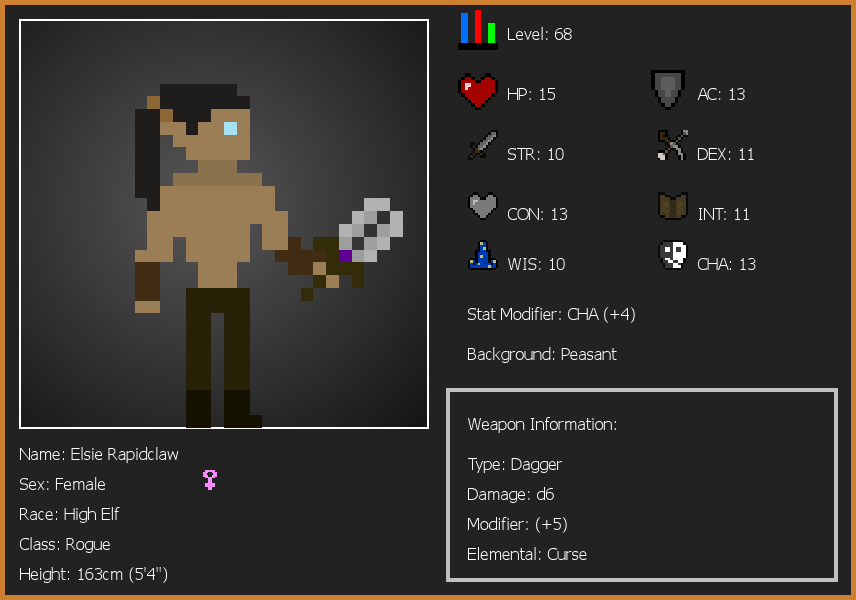 Level: 68
HP: 15
AC: 13
STR: 10
DEX: 11
CON: 13
INT: 11
WIS: 10
CHA: 13
Stat Modifier: CHA (+4)
Background: Peasant
Weapon Information:
Type: Dagger
Damage: d6
Modifier: (+5)
Elemental: Curse
Name: Elsie Rapidclaw
Sex: Female
Race: High Elf
Class: Rogue
Height: 163cm (5'4")